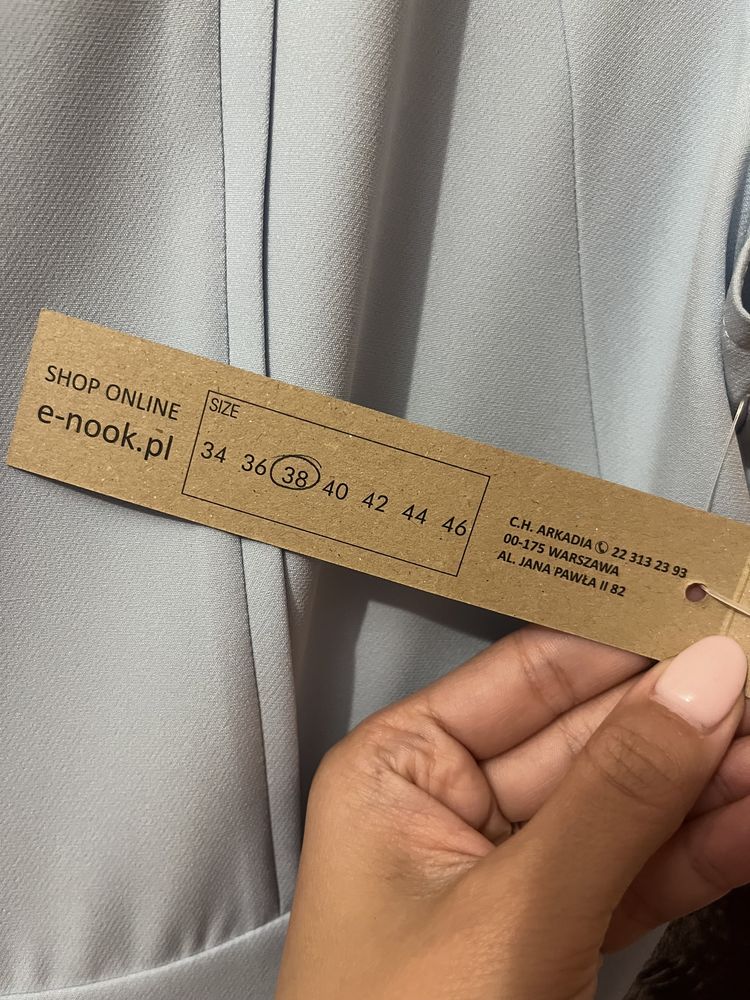 SHOP ONLINE
e-nook.pl
SIZE
34 36 38 40 42 44 46
C.H. ARKADIA ✆ 22 313 23 93
00-175 WARSZAWA
AL. JANA PAWŁA II 82